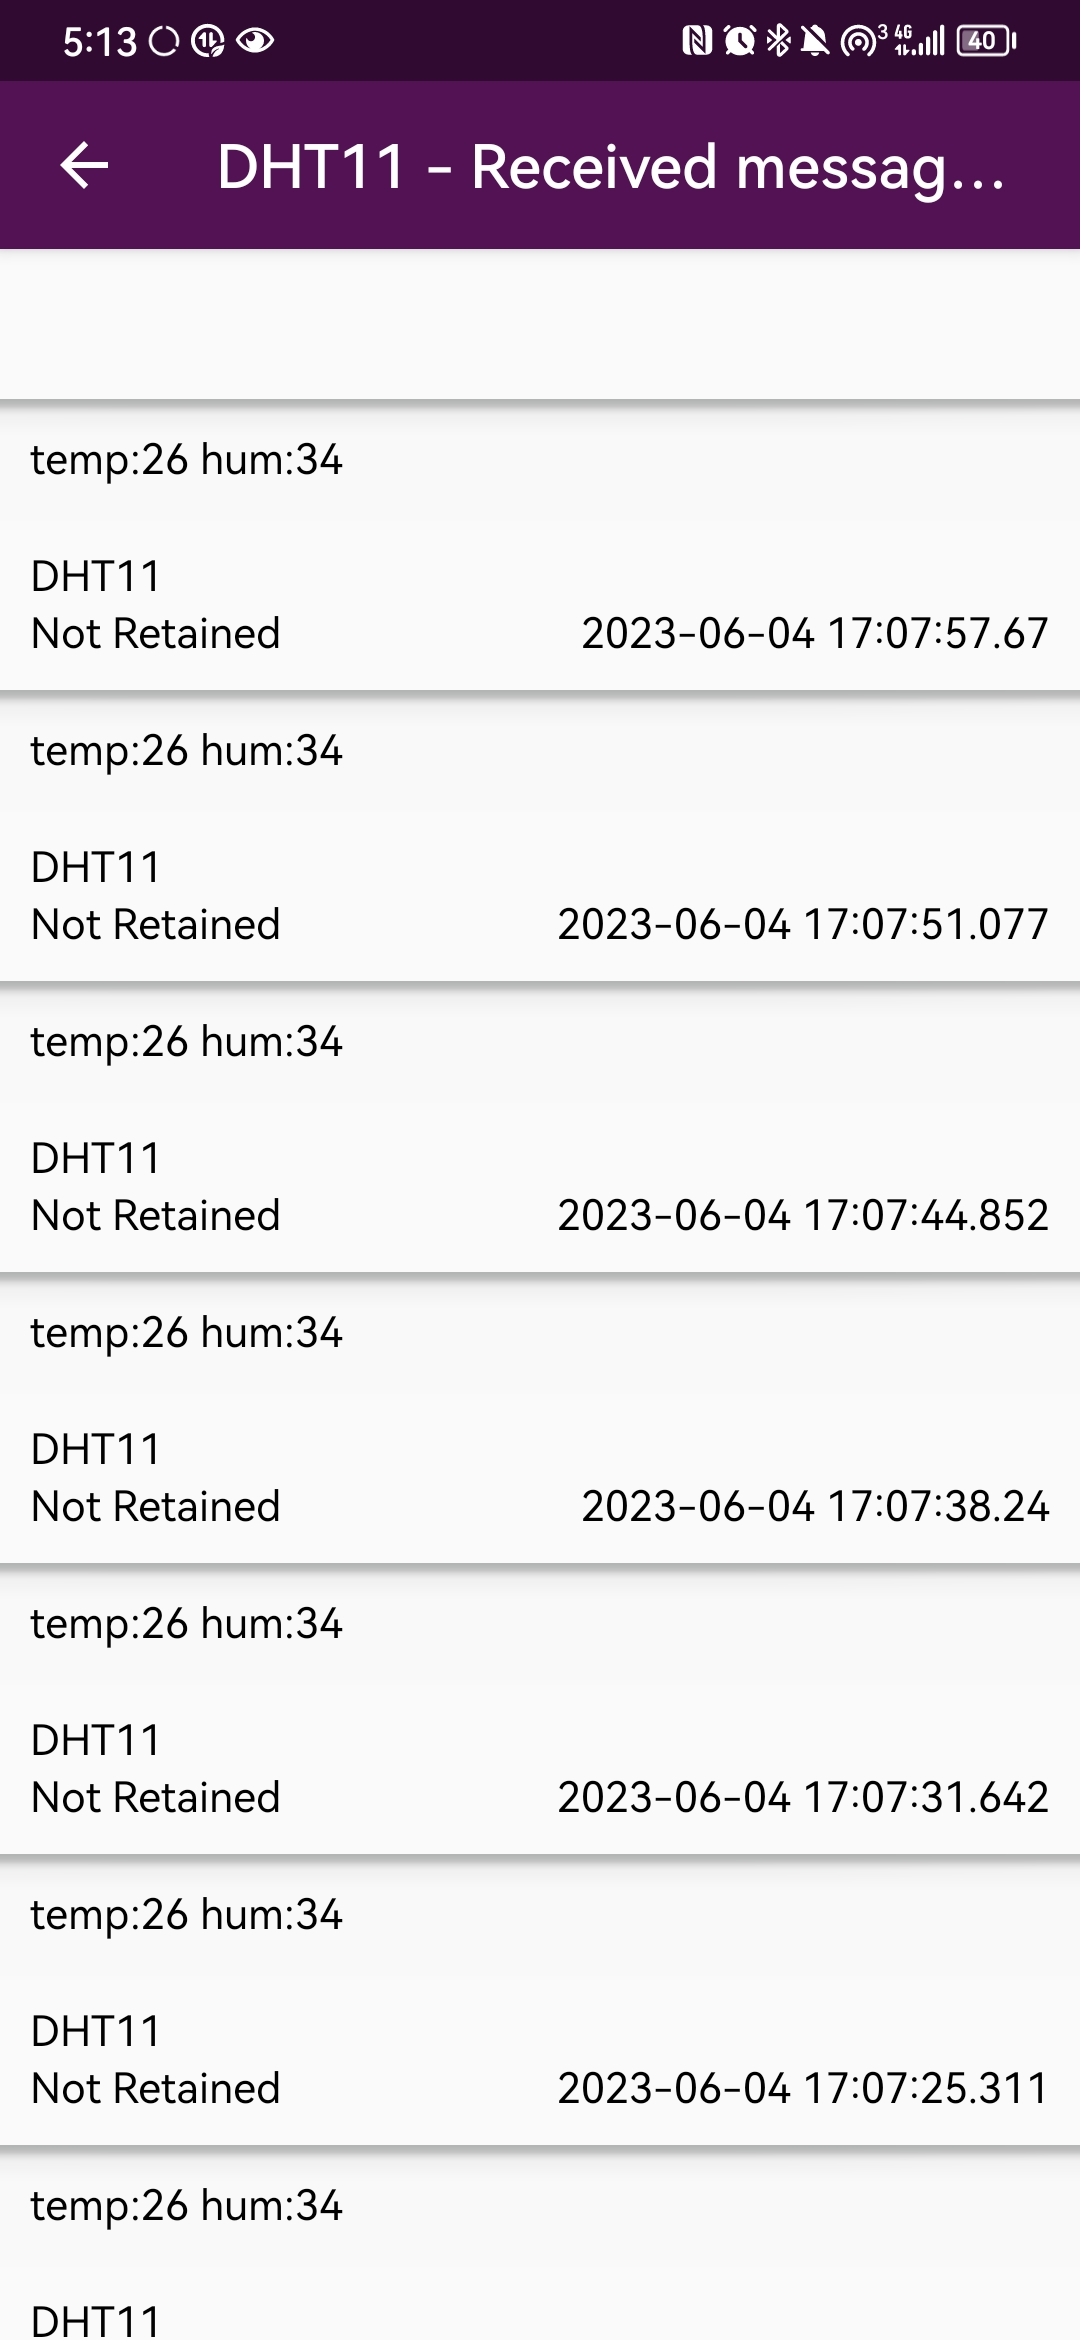 5:13 3 4G 40
DHT11 - Received messag...
temp:26 hum:34
DHT11
Not Retained 2023-06-04 17:07:57.67
temp:26 hum:34
DHT11
Not Retained 2023-06-04 17:07:51.077
temp:26 hum:34
DHT11
Not Retained 2023-06-04 17:07:44.852
temp:26 hum:34
DHT11
Not Retained 2023-06-04 17:07:38.24
temp:26 hum:34
DHT11
Not Retained 2023-06-04 17:07:31.642
temp:26 hum:34
DHT11
Not Retained 2023-06-04 17:07:25.311
temp:26 hum:34
DHT11